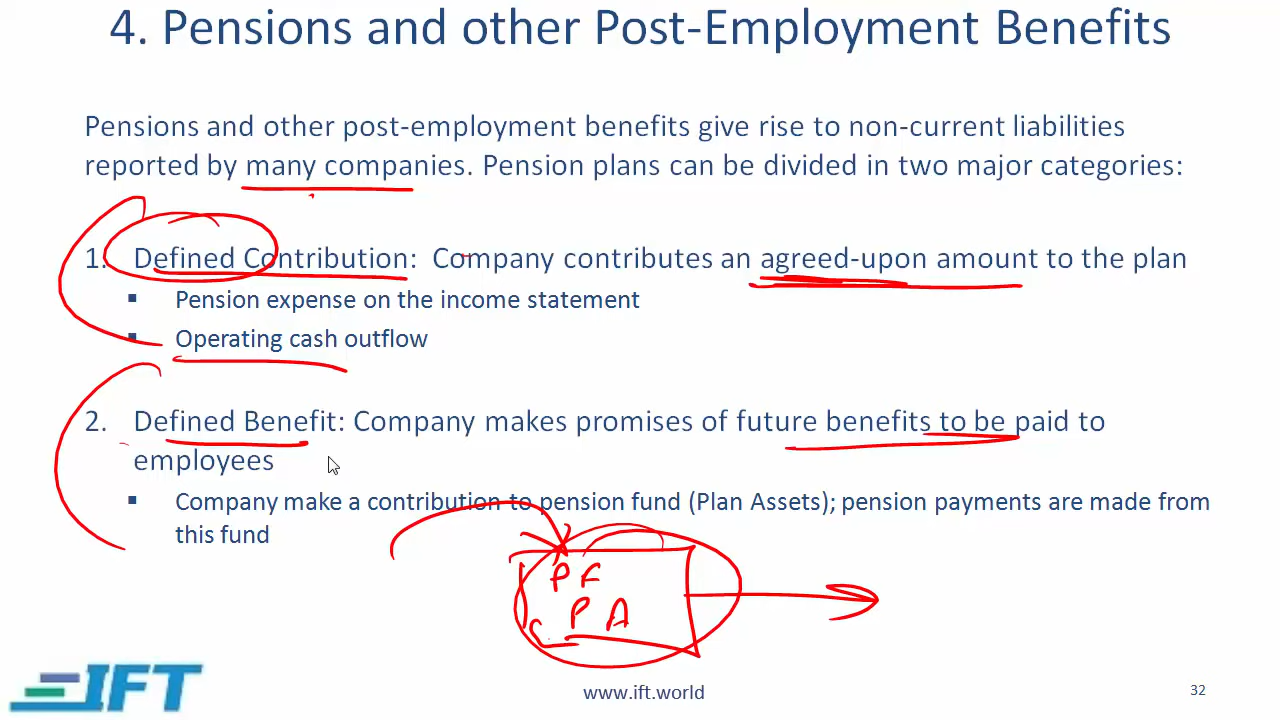 4. Pensions and other Post-Employment Benefits
Pensions and other post-employment benefits give rise to non-current liabilities
reported by many companies. Pension plans can be divided in two major categories:
1. Defined Contribution: Company contributes an agreed-upon amount to the plan
▪ Pension expense on the income statement
▪ Operating cash outflow
2. Defined Benefit: Company makes promises of future benefits to be paid to
employees
▪ Company make a contribution to pension fund (Plan Assets); pension payments are made from
this fund
PF
PA
IFT
www.ift.world
32